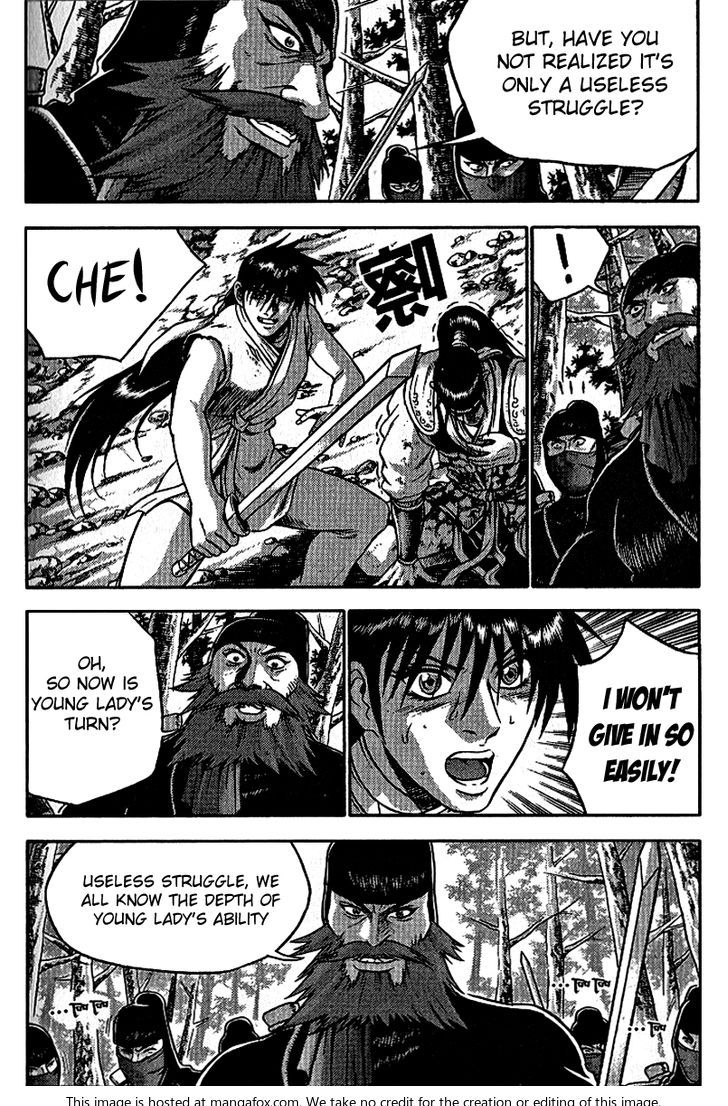 BUT, HAVE YOU
NOT REALIZED IT'S
ONLY A USELESS
STRUGGLE?
CHE!
!
I WON'T
GIVE IN SO
EASILY!
OH,
SO NOW IS
YOUNG LADY'S
TURN?
USELESS STRUGGLE, WE
ALL KNOW THE DEPTH OF
YOUNG LADY'S ABILITY
This image is hosted at mangafox.com. We take no credit for the creation or editing of this image.